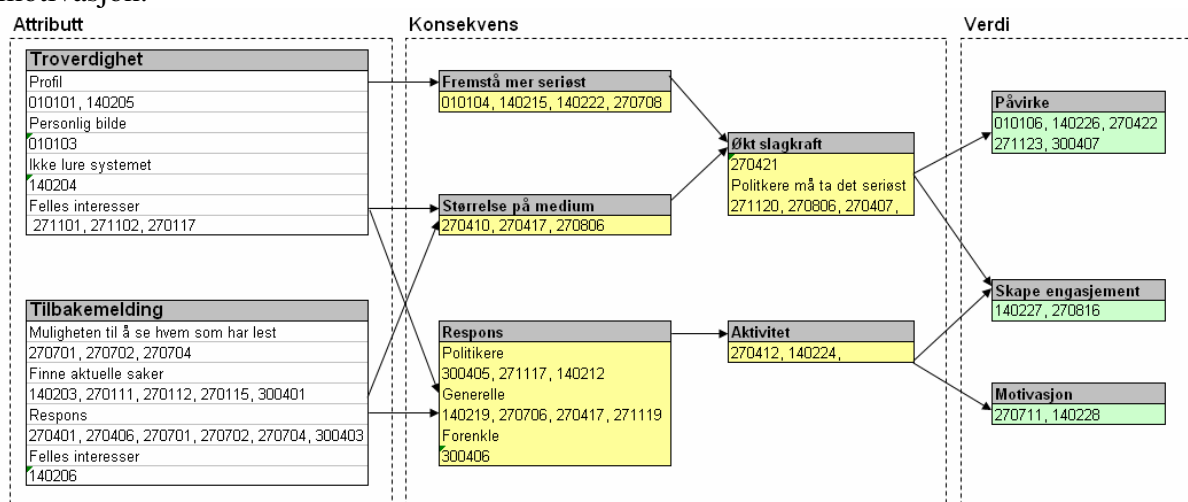 motivasjon.
Attributt
Konsekvens
Verdi
Troverdighet
Profil
010101, 140205
Personlig bilde
010103
Ikke lure systemet
140204
Felles interesser
271101, 271102, 270117
Tilbakemelding
Muligheten til å se hvem som har lest
270701, 270702, 270704
Finne aktuelle saker
140203, 270111, 270112, 270115, 300401
Respons
270401, 270406, 270701, 270702, 270704, 300403
Felles interesser
140206
Fremstå mer seriøst
010104, 140215, 140222, 270708
Størrelse på medium
270410, 270417, 270806
Respons
Politikere
300405, 271117, 140212
Generelle
140219, 270706, 270417, 271119
Forenkle
300406
Økt slagkraft
270421
Politkere må ta det seriøst
271120, 270806, 270407,
Aktivitet
270412, 140224,
Påvirke
010106, 140226, 270422
271123, 300407
Skape engasjement
140227, 270816
Motivasjon
270711, 140228